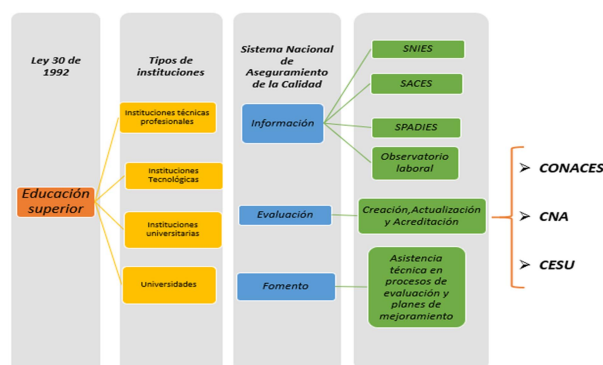 Ley 30 de
1992
Educación
superior
Tipos de
instituciones
Instituciones técnicas
profesionales
Instituciones
Tecnológicas
Instituciones
universitarias
Universidades
Sistema Nacional
de
Aseguramiento
de la Calidad
Información
Evaluación
Fomento
SNIES
SACES
SPADIES
Observatorio
laboral
Creación,Actualización
y Acreditación
Asistencia
técnica en
procesos de
evaluación y
planes de
mejoramiento
➢ CONACES
➢ CNA
➢ CESU